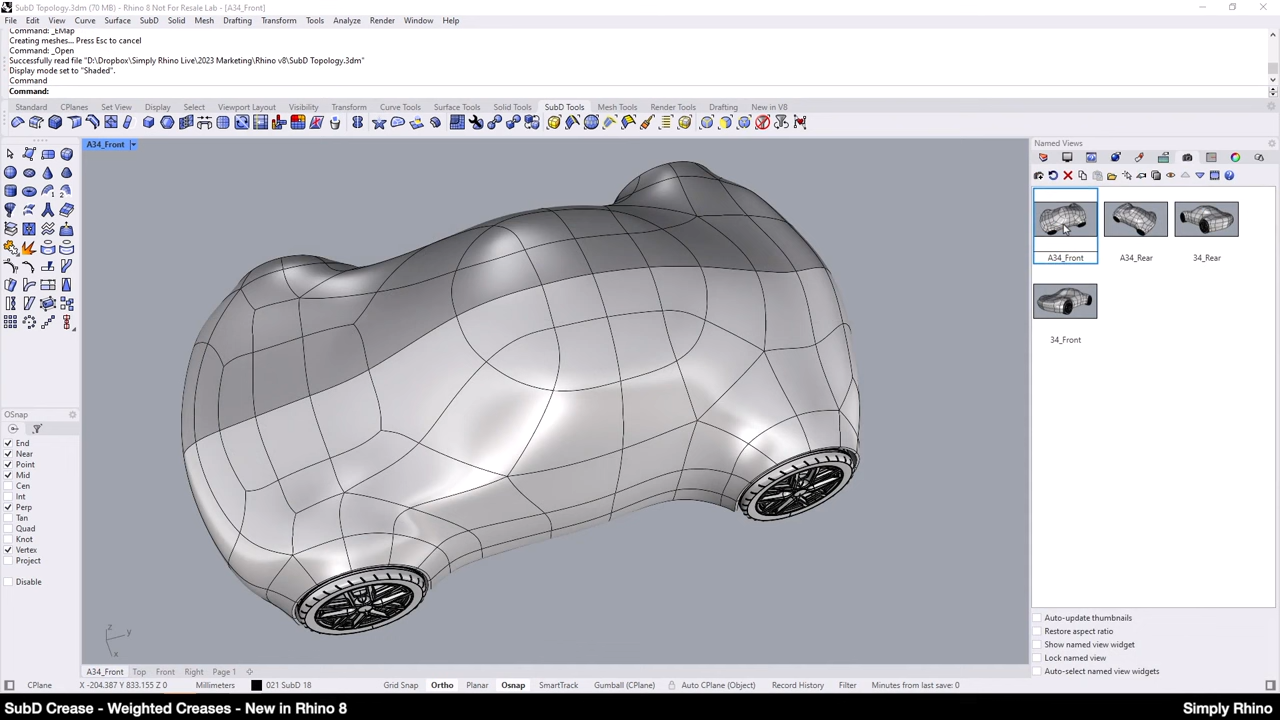 SubD Topology.3dm (70 MB) - Rhino 8 Not For Resale Lab - [A34_Front]
File Edit View Curve Surface SubD Solid Mesh Drafting Transform Tools Analyze Render Window Help
Command: _EMap
Creating meshes... Press Esc to cancel
Command: _Open
Successfully read file "D:\Dropbox\Simply Rhino Live\2023 Marketing\Rhino v8\SubD Topology.3dm"
Display mode set to "Shaded".
Command
Command:
Standard CPlanes Set View Display Select Viewport Layout Visibility Transform Curve Tools Surface Tools Solid Tools SubD Tools Mesh Tools Render Tools Drafting New in V8
A34_Front
Named Views
A34_Front A34_Rear 34_Rear
34_Front
OSnap
End
Near
Point
Mid
Cen
Int
Perp
Tan
Quad
Knot
Vertex
Project
Disable
z
y
x
Auto-update thumbnails
Restore aspect ratio
Show named view widget
Lock named view
Auto-select named view widgets
A34_Front Top Front Right Page 1
CPlane X -204.387 Y 833.155 Z 0 Millimeters 021 SubD 18 Grid Snap Ortho Planar Osnap SmartTrack Gumball (CPlane) Auto CPlane (Object) Record History Filter Minutes from last save: 0
SubD Crease - Weighted Creases - New in Rhino 8
Simply Rhino